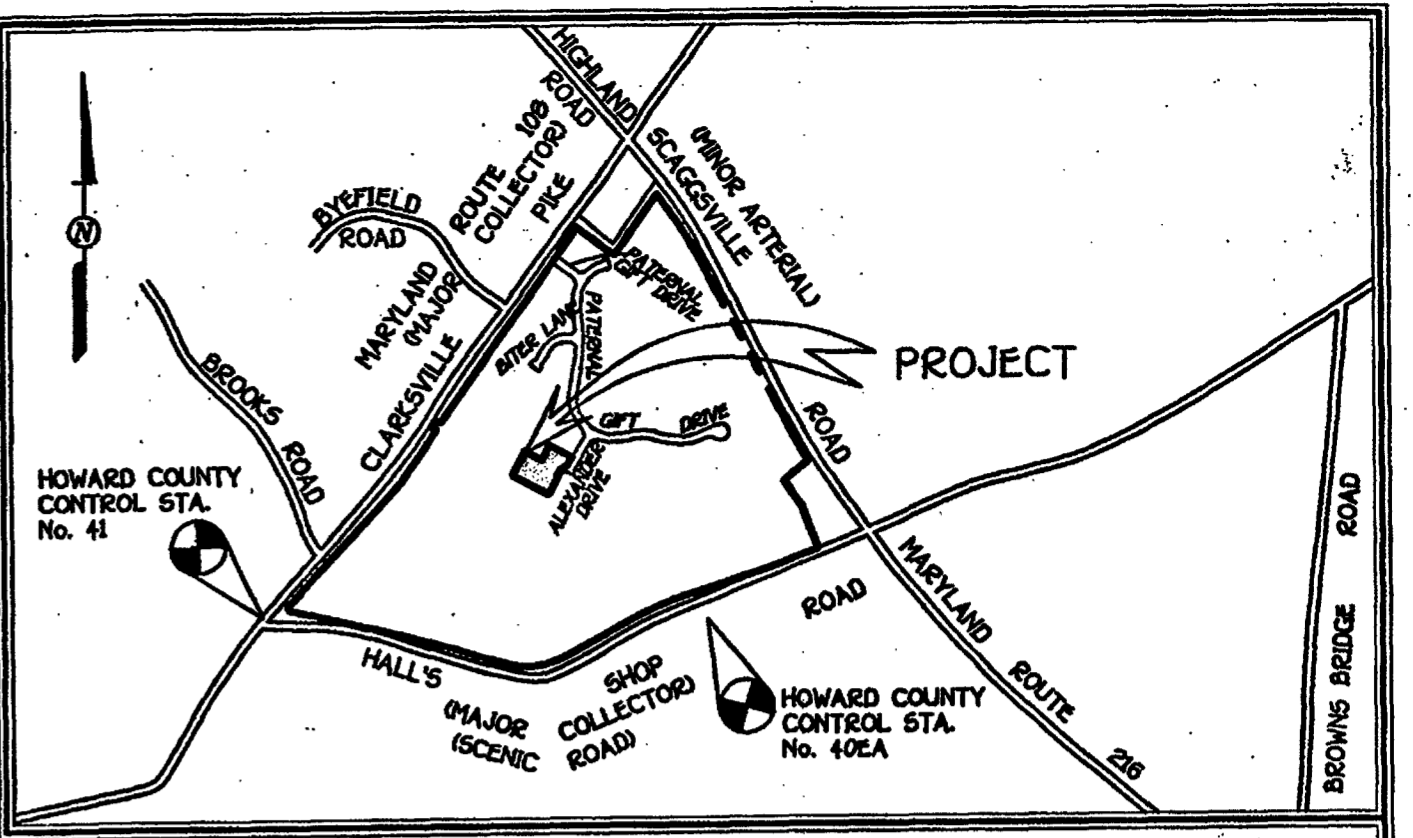 HIGHLAND
ROAD
MARYLAND ROUTE 108
(MAJOR COLLECTOR)
CLARKSVILLE PIKE
SCAGGSVILLE ROAD
(MINOR ARTERIAL)
BYEFIELD
ROAD
N
PATERNAL
GIFT DRIVE
BITER LANE
PATERNAL
GIFT DRIVE
PROJECT
BROOKS ROAD
ALEXANDER
DRIVE
HOWARD COUNTY
CONTROL STA.
No. 41
HALL'S SHOP ROAD
(MAJOR COLLECTOR)
(SCENIC ROAD)
MARYLAND ROUTE 216
HOWARD COUNTY
CONTROL STA.
No. 40EA
BROWNS BRIDGE ROAD